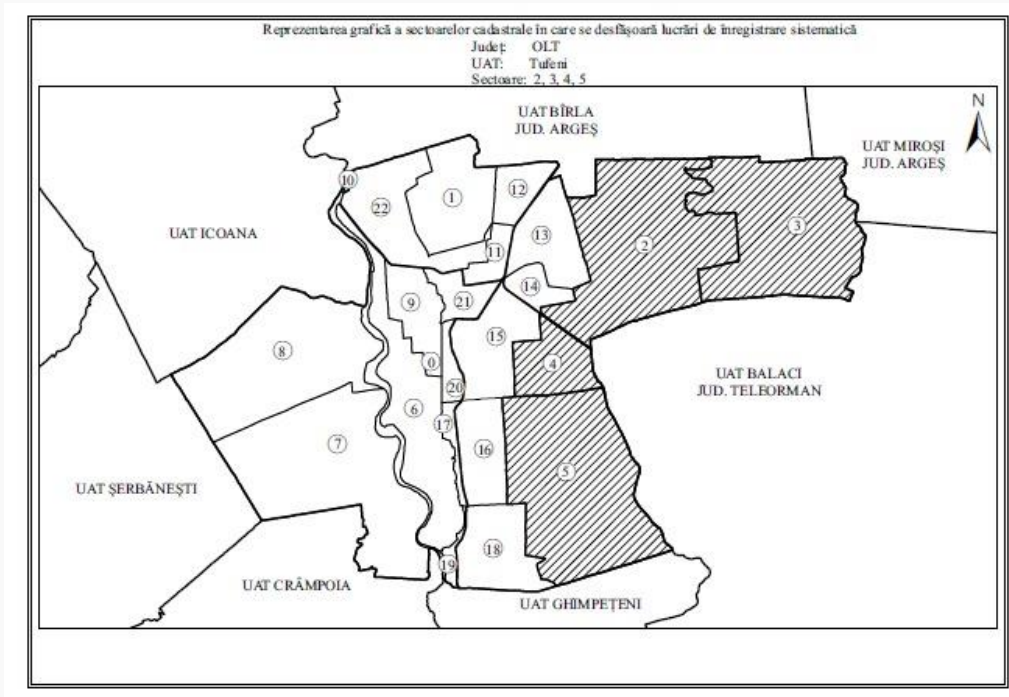 Reprezentarea grafică a sectoarelor cadastrale în care se desfășoară lucrări de înregistrare sistematică
Județ: OLT
UAT: Tufeni
Sectoare: 2, 3, 4, 5
UAT BÎRLA
JUD. ARGEȘ
N
UAT MIROȘI
JUD. ARGEȘ
10
12
1
22
UAT ICOANA
13
3
2
11
14
9
21
15
8
0
4
20
UAT BALACI
JUD. TELEORMAN
6
17
7
16
5
UAT ȘERBĂNEȘTI
18
19
UAT CRÂMPOIA
UAT GHIMPEȚENI